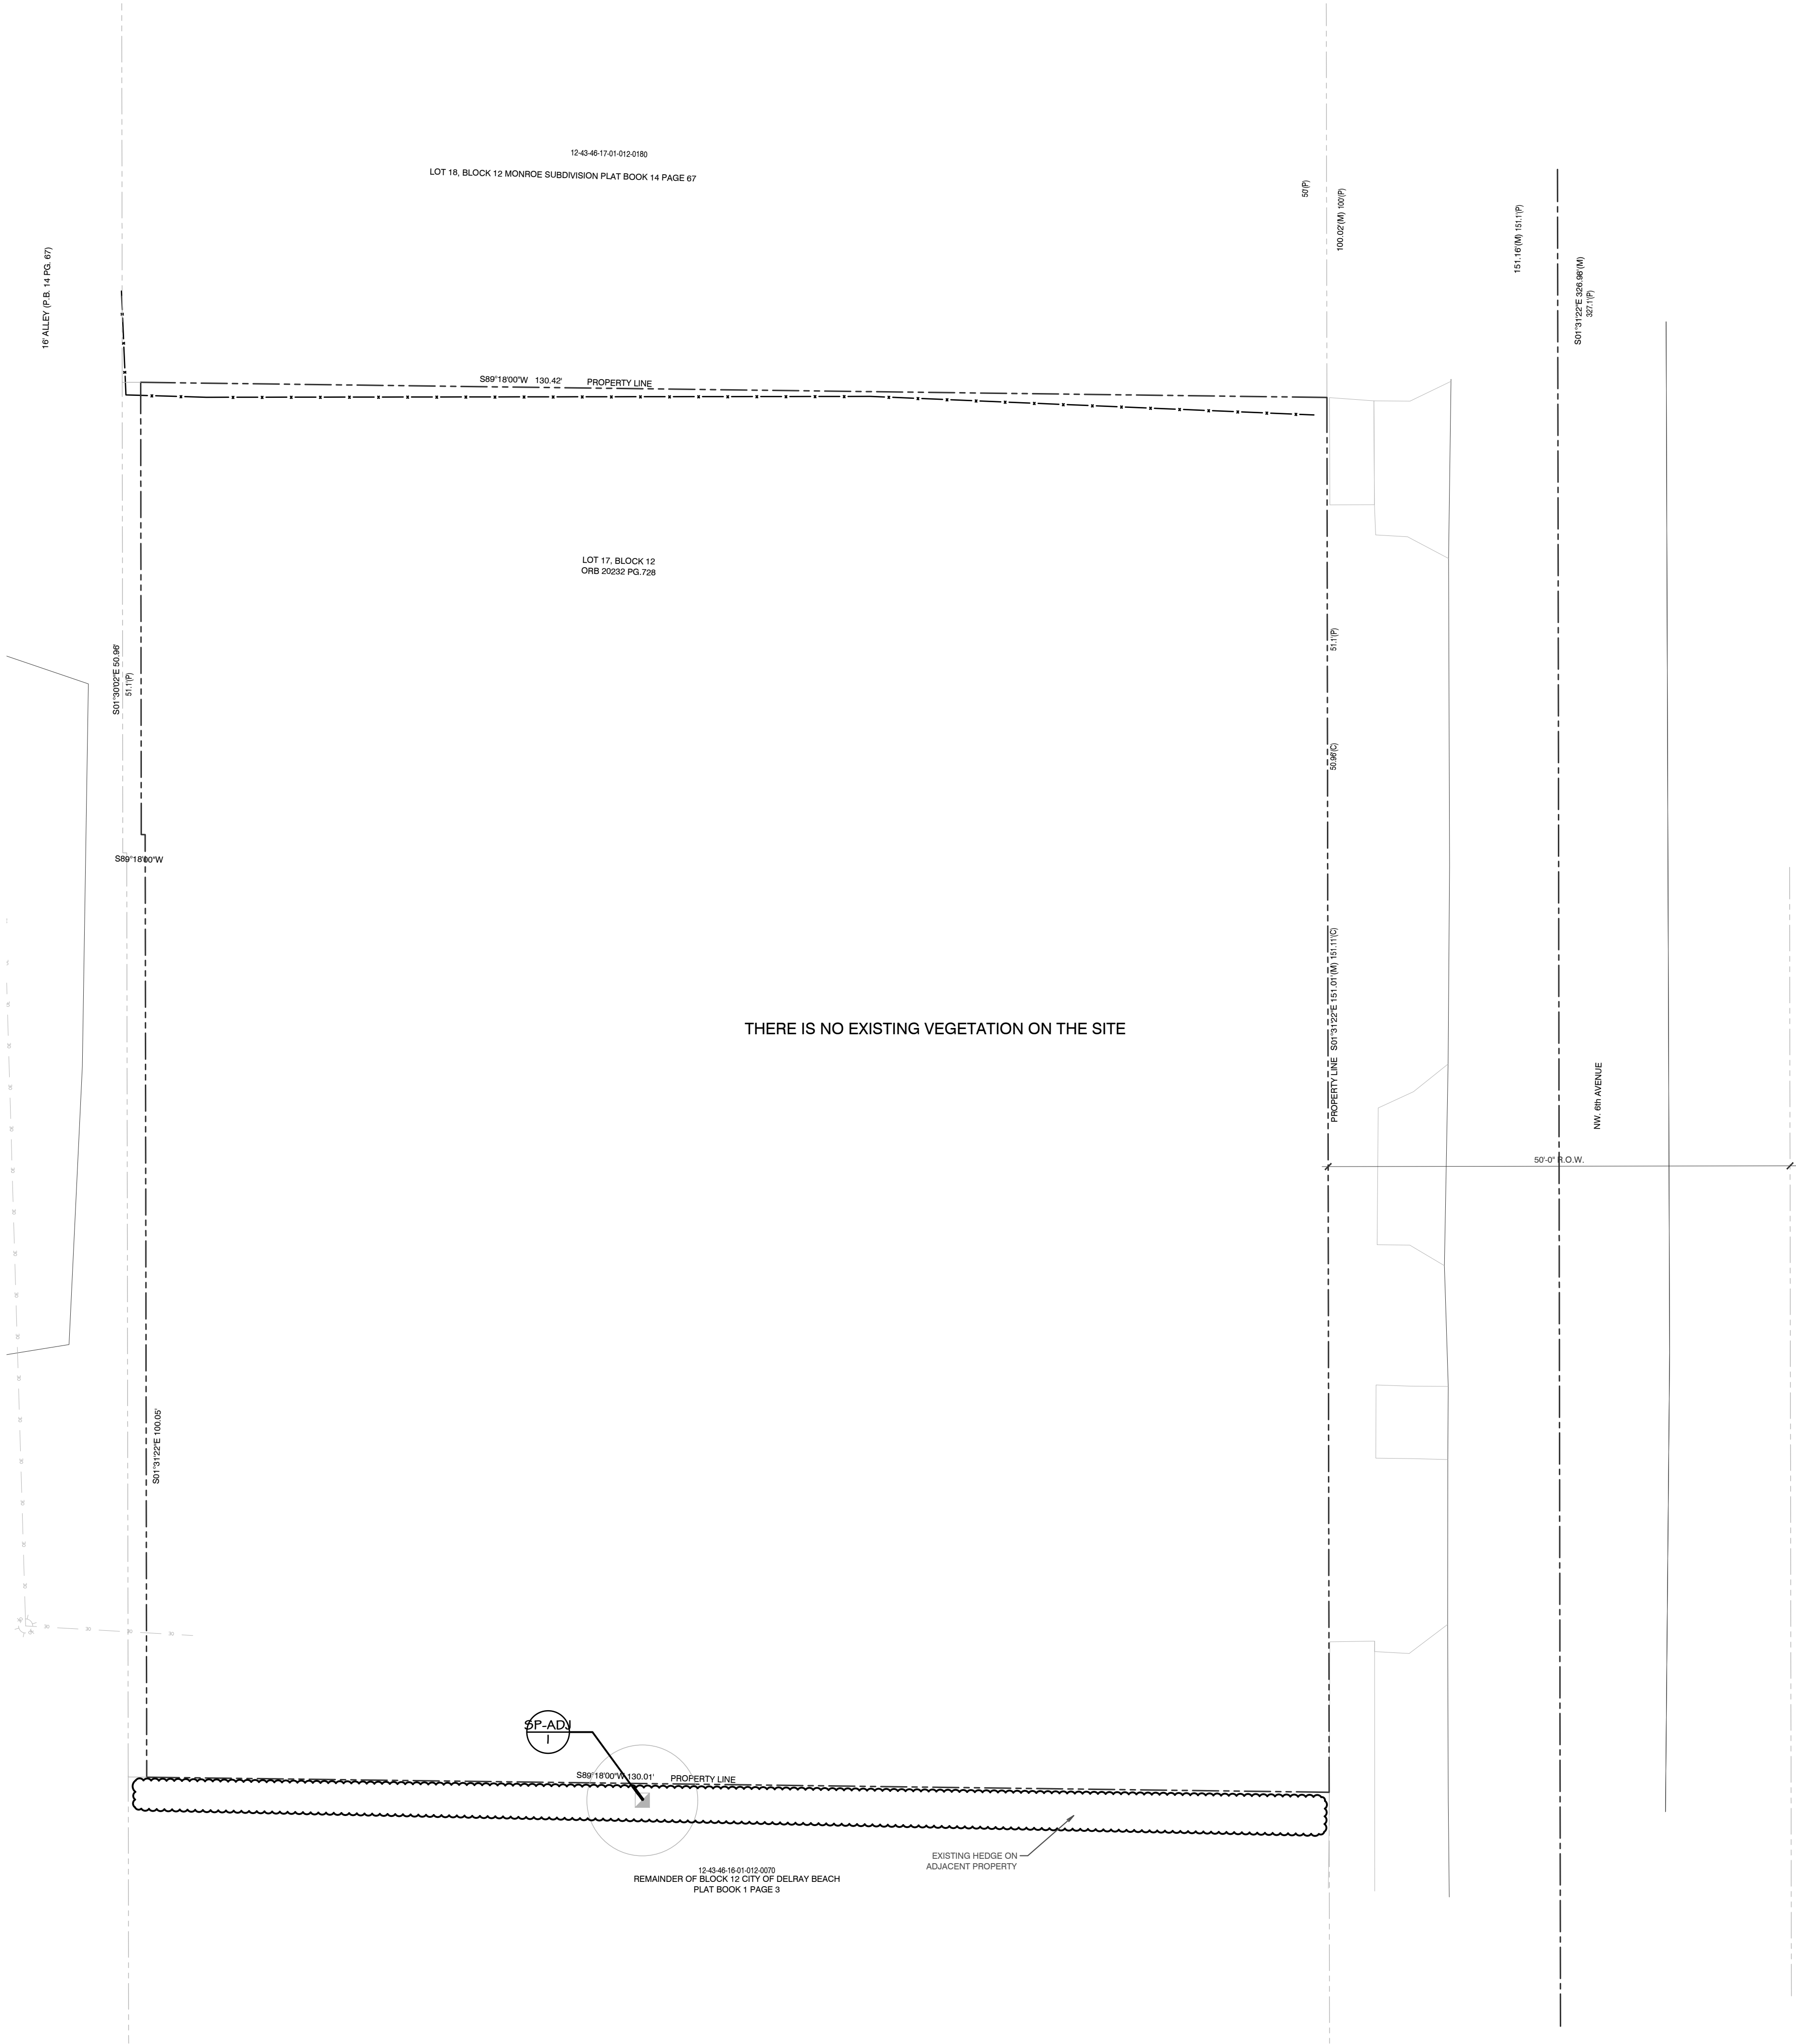 12-43-46-17-01-012-0180
LOT 18, BLOCK 12 MONROE SUBDIVISION PLAT BOOK 14 PAGE 67
50'(P)
100.02'(M) 100'(P)
151.16'(M) 151.1'(P)
S01°31'22"E 326.98'(M)
327.1'(P)
16' ALLEY (P.B. 14 PG. 67)
S89°18'00"W 130.42' PROPERTY LINE
LOT 17, BLOCK 12
ORB 20232 PG.728
S01°30'02"E 50.96'
51.1'(P)
51.1'(P)
50.96'(C)
S89°18'00"W
PROPERTY LINE S01°31'22"E 151.01'(M) 151.11'(C)
THERE IS NO EXISTING VEGETATION ON THE SITE
NW. 6th AVENUE
50'-0" R.O.W.
S01°31'22"E 100.05'
SP-ADJ
1
S89°18'00"W 130.01' PROPERTY LINE
EXISTING HEDGE ON
ADJACENT PROPERTY
12-43-46-16-01-012-0070
REMAINDER OF BLOCK 12 CITY OF DELRAY BEACH
PLAT BOOK 1 PAGE 3